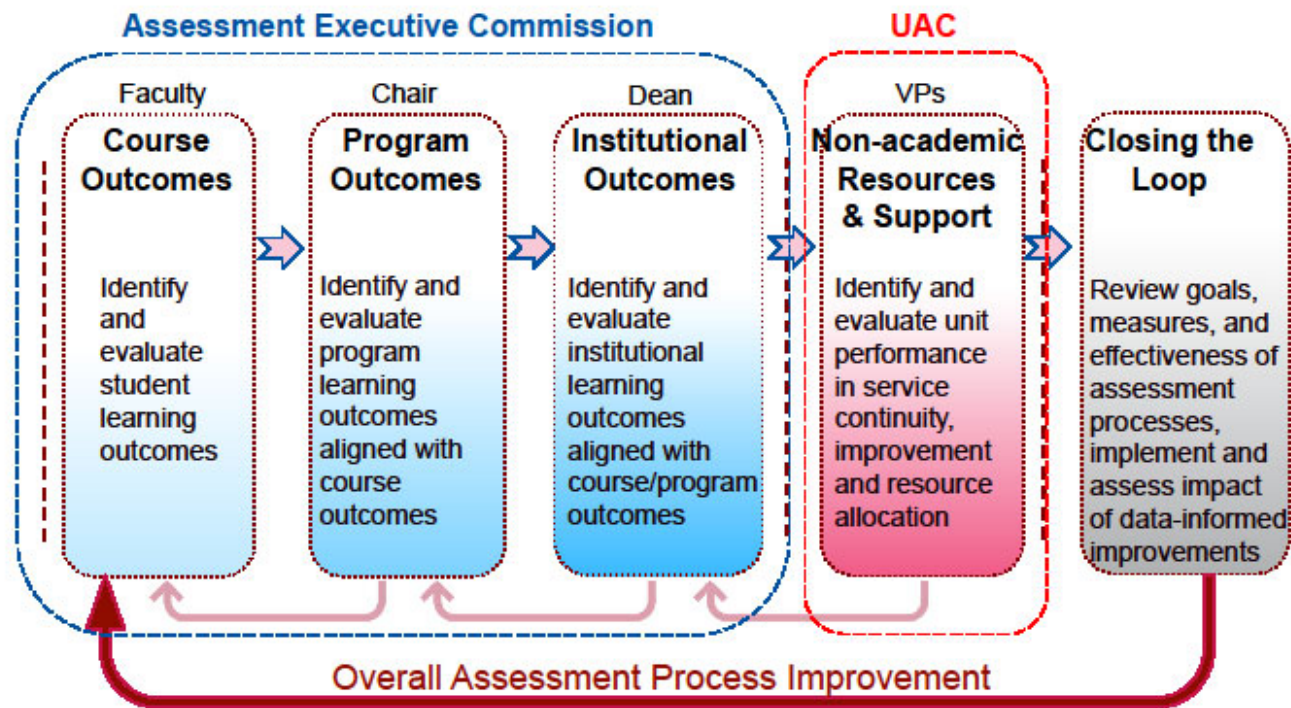 Assessment Executive Commission
UAC
Faculty
Course
Outcomes
Identify
and
evaluate
student
learning
outcomes
Chair
Program
Outcomes
Identify and
evaluate
program
learning
outcomes
aligned with
course
outcomes
Dean
Institutional
Outcomes
Identify and
evaluate
institutional
learning
outcomes
aligned with
course/program
outcomes
VPs
Non-academic
Resources
& Support
Identify and
evaluate unit
performance
in service
continuity,
improvement
and resource
allocation
Closing the
Loop
Review goals,
measures, and
effectiveness of
assessment
processes,
implement and
assess impact
of data-informed
improvements
Overall Assessment Process Improvement